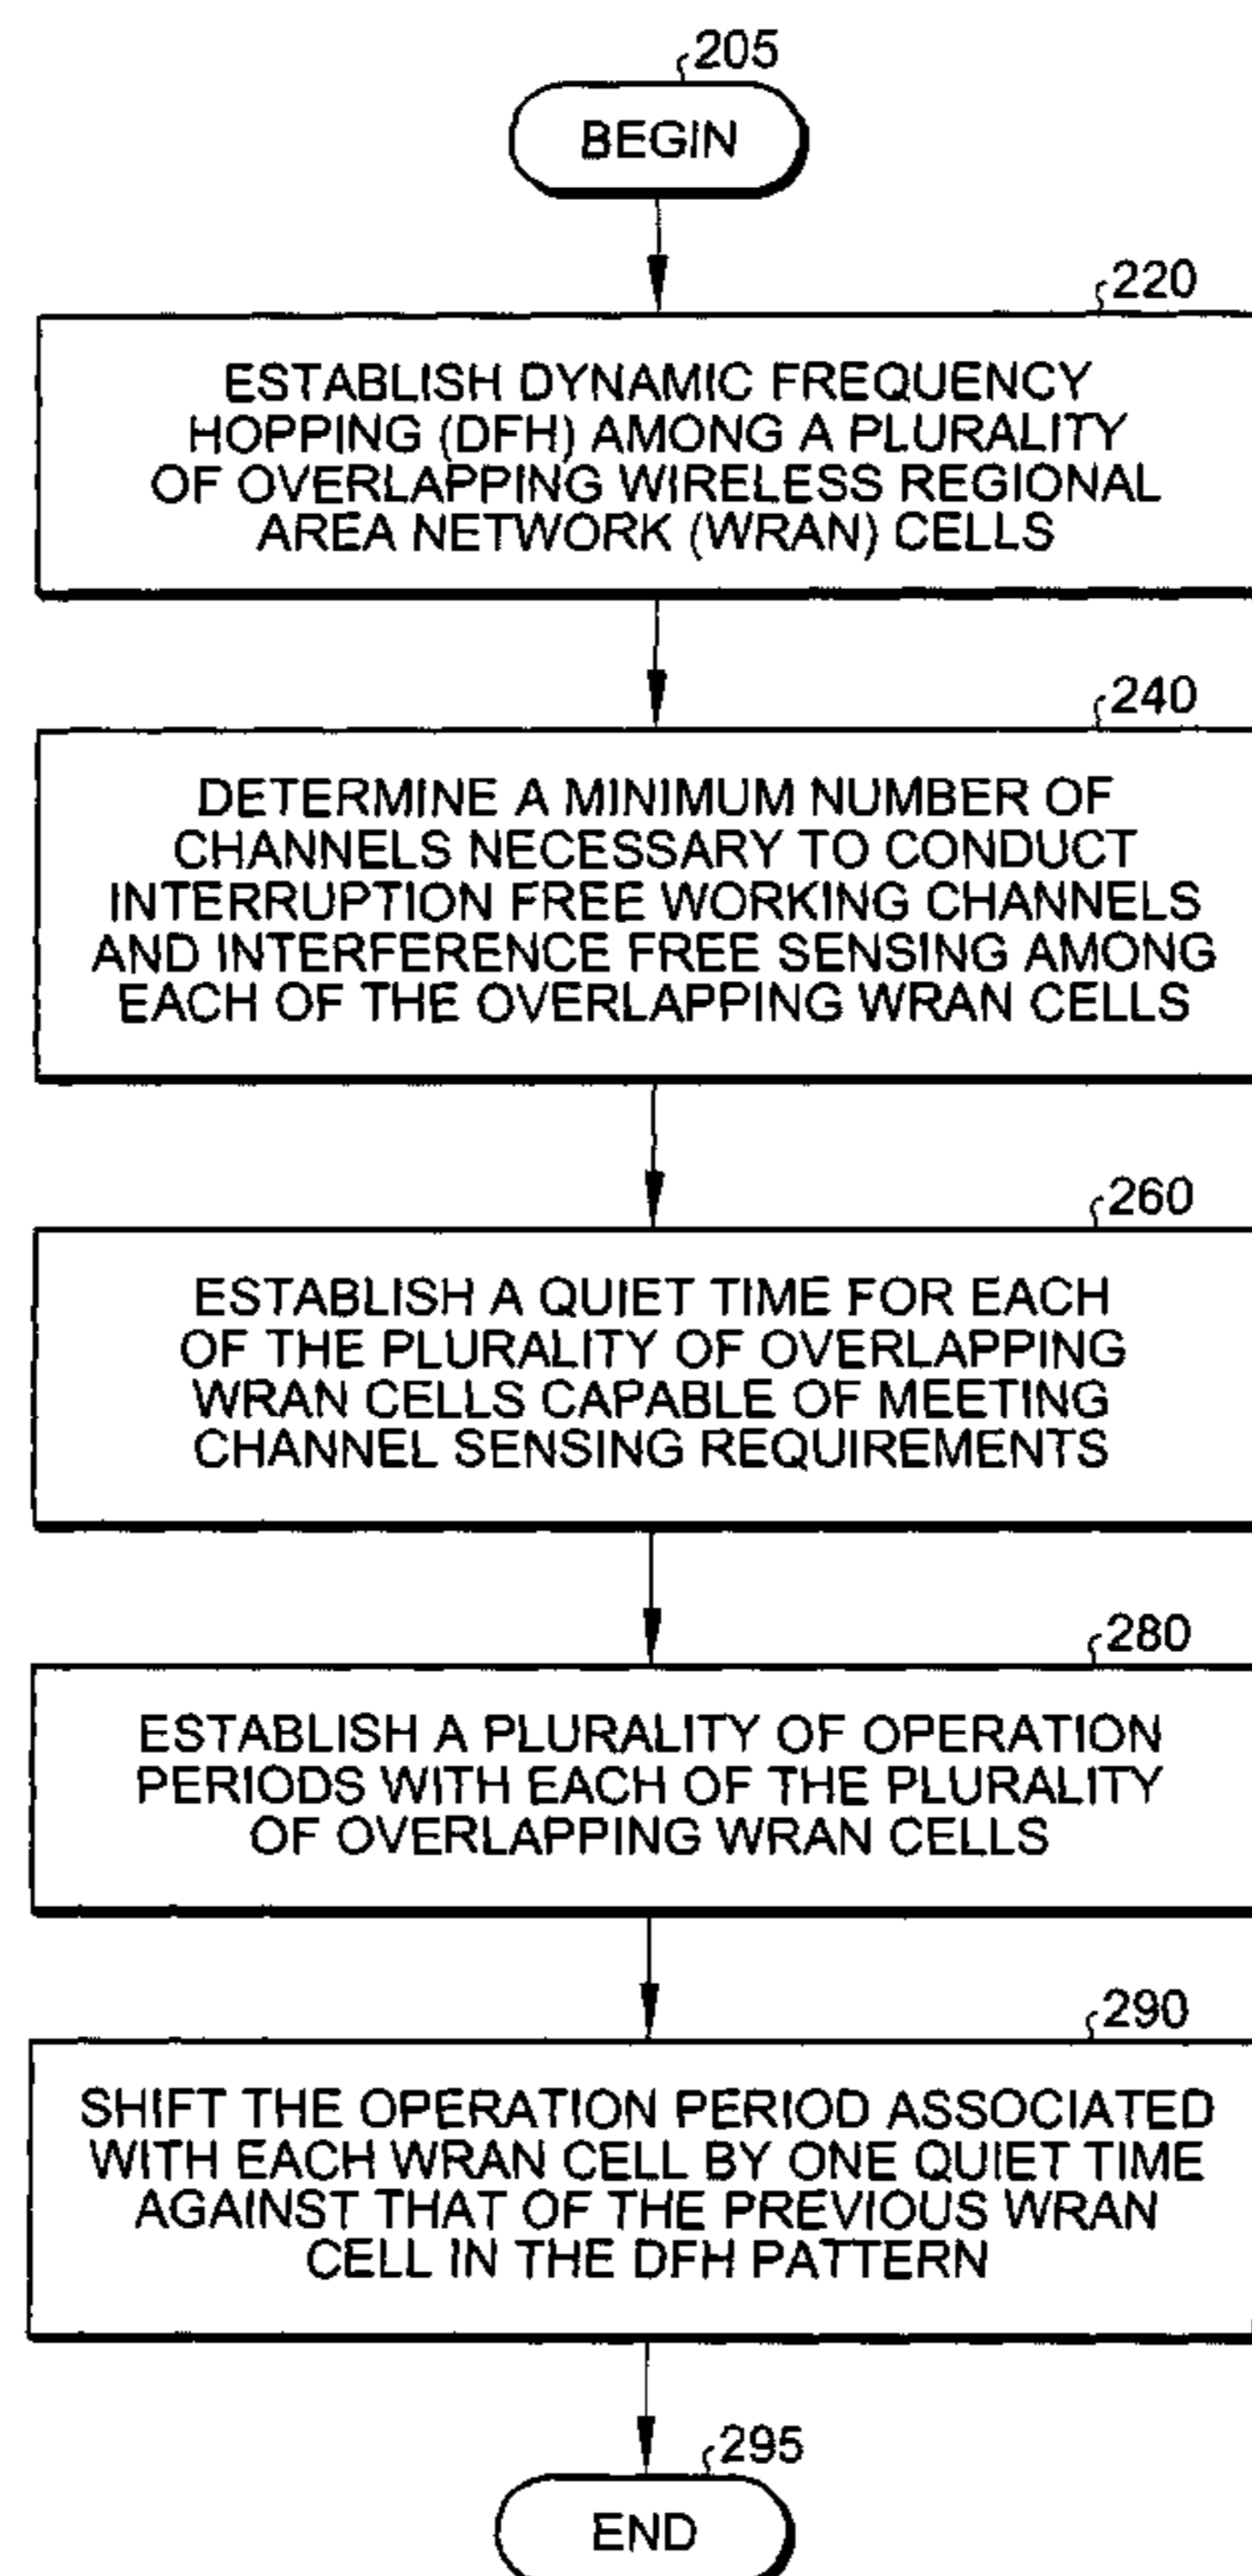 205
BEGIN
220
ESTABLISH DYNAMIC FREQUENCY
HOPPING (DFH) AMONG A PLURALITY
OF OVERLAPPING WIRELESS REGIONAL
AREA NETWORK (WRAN) CELLS
240
DETERMINE A MINIMUM NUMBER OF
CHANNELS NECESSARY TO CONDUCT
INTERRUPTION FREE WORKING CHANNELS
AND INTERFERENCE FREE SENSING AMONG
EACH OF THE OVERLAPPING WRAN CELLS
260
ESTABLISH A QUIET TIME FOR EACH
OF THE PLURALITY OF OVERLAPPING
WRAN CELLS CAPABLE OF MEETING
CHANNEL SENSING REQUIREMENTS
280
ESTABLISH A PLURALITY OF OPERATION
PERIODS WITH EACH OF THE PLURALITY
OF OVERLAPPING WRAN CELLS
290
SHIFT THE OPERATION PERIOD ASSOCIATED
WITH EACH WRAN CELL BY ONE QUIET TIME
AGAINST THAT OF THE PREVIOUS WRAN
CELL IN THE DFH PATTERN
295
END